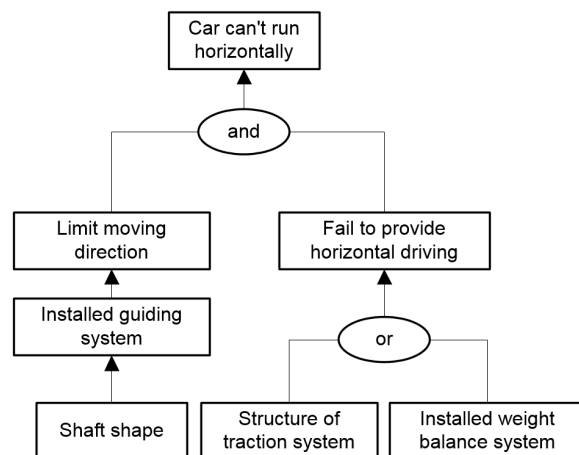 Car can't run
horizontally
and
Limit moving
direction
Fail to provide
horizontal driving
Installed guiding
system
or
Shaft shape
Structure of
traction system
Installed weight
balance system